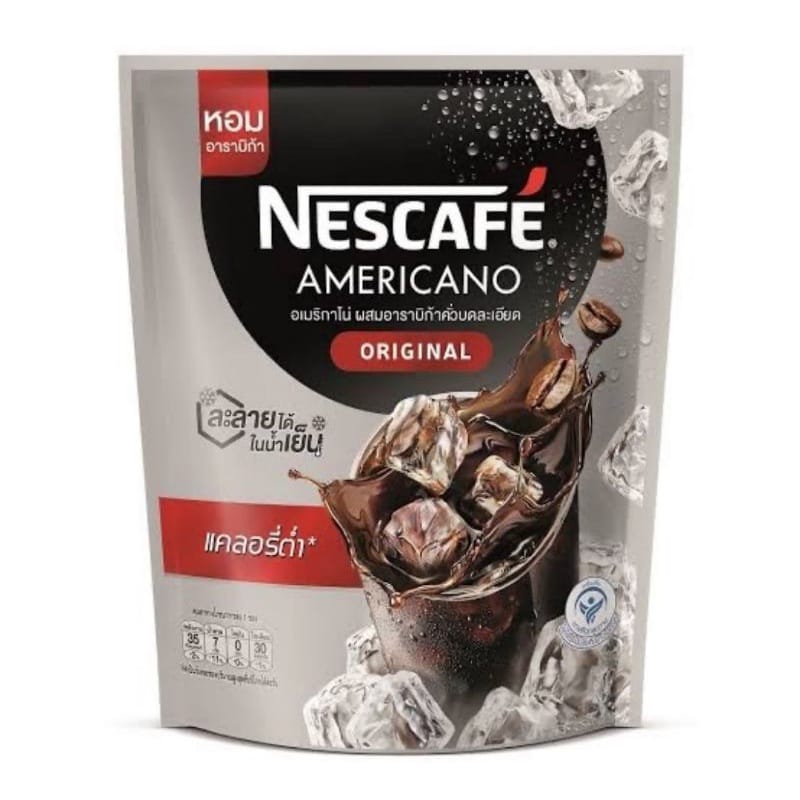 หอม
อาราบิก้า
NESCAFÉ®
AMERICANO
อเมริกาโน่ ผสมอาราบิก้าคั่วบดละเอียด
ORIGINAL
ละลายได้
ในน้ำเย็น
แคลอรี่ต่ำ*
35
7
0
30